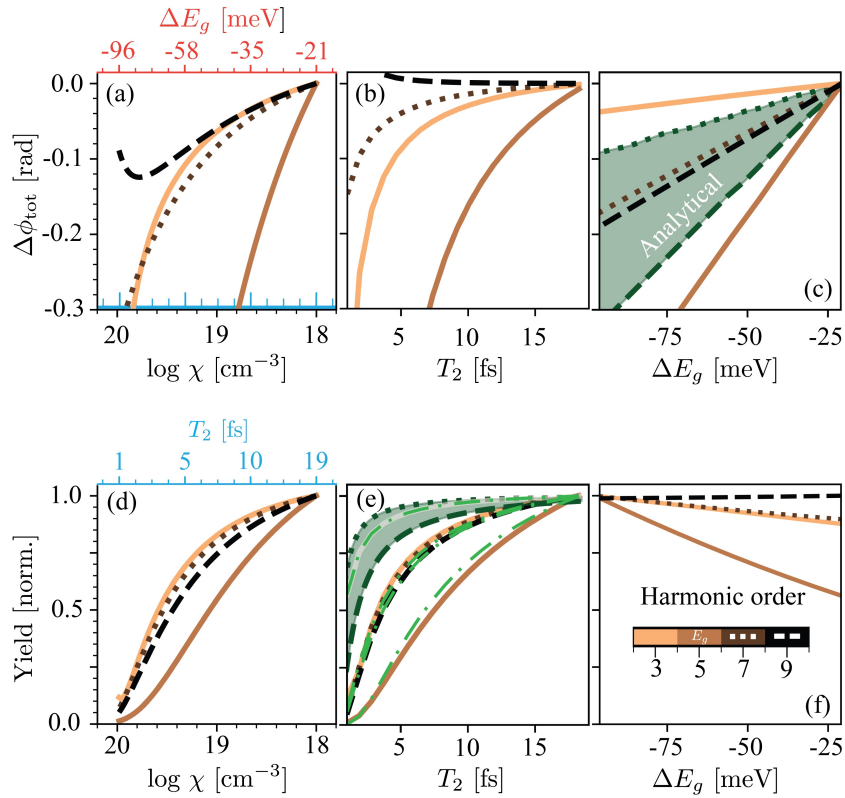 ΔE_g [meV]
-96 -58 -35 -21
(a) (b) (c)
0.0
-0.1
-0.2
-0.3
Δϕ_tot [rad]
Analytical
20 19 18
5 10 15
-75 -50 -25
log χ [cm⁻³]
T₂ [fs]
ΔE_g [meV]
T₂ [fs]
1 5 10 19
(d) (e)
1.0
0.5
0.0
Yield [norm.]
Harmonic order
E_g
3 5 7 9
(f)
20 19 18
5 10 15
-75 -50 -25
log χ [cm⁻³]
T₂ [fs]
ΔE_g [meV]